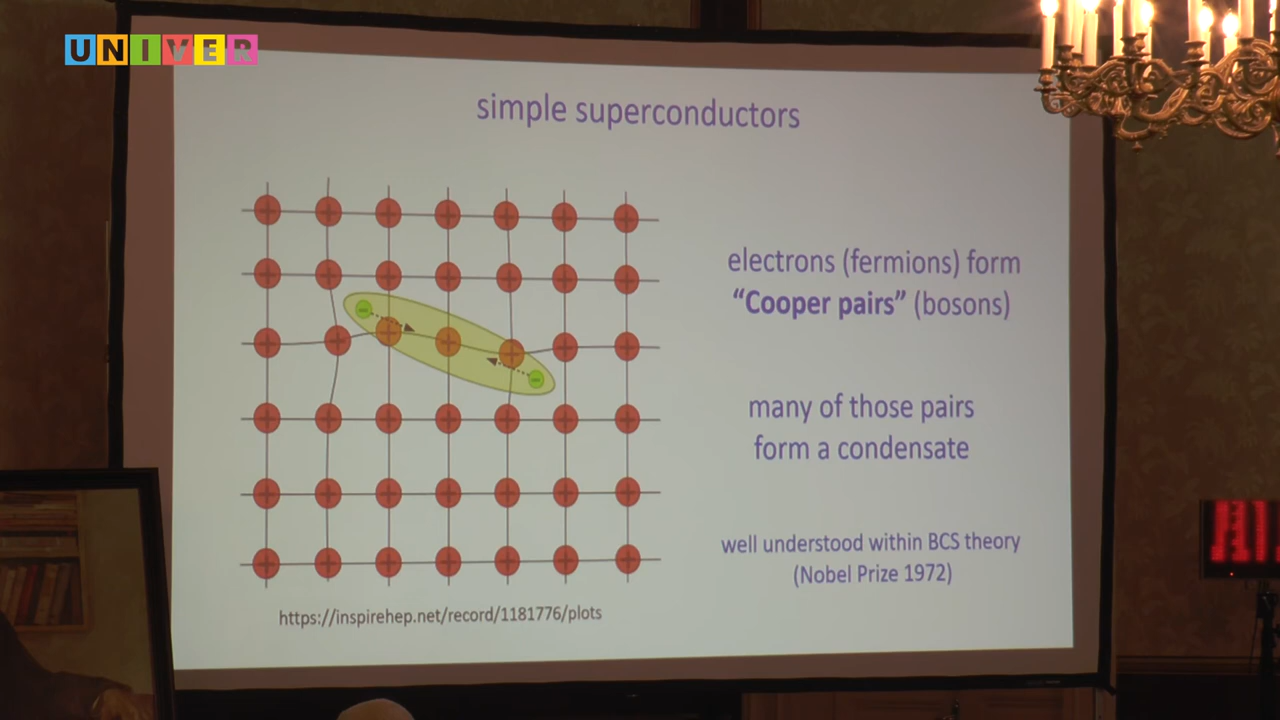 UNIVER
simple superconductors
electrons (fermions) form
“Cooper pairs” (bosons)
many of those pairs
form a condensate
well understood within BCS theory
(Nobel Prize 1972)
https://inspirehep.net/record/1181776/plots